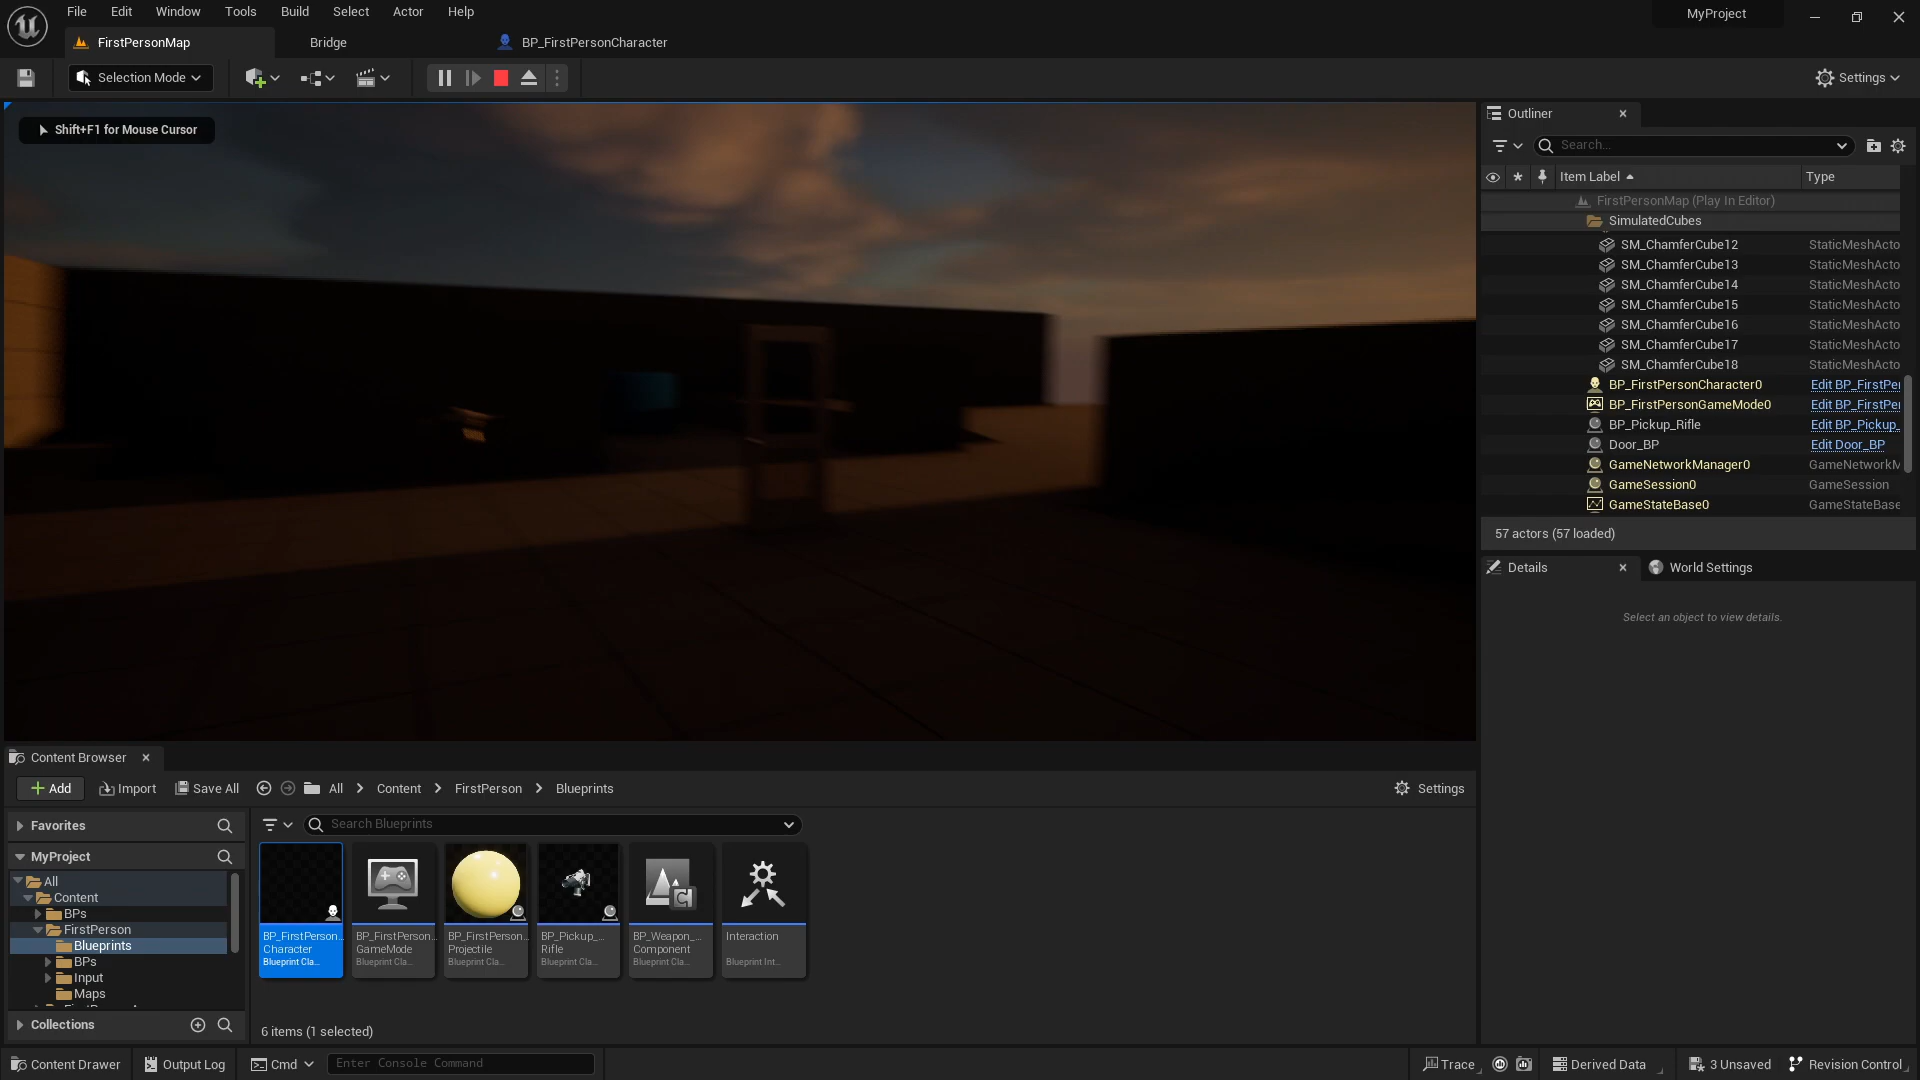 File Edit Window Tools Build Select Actor Help
MyProject
FirstPersonMap
Bridge
BP_FirstPersonCharacter
Selection Mode
Settings
Shift+F1 for Mouse Cursor
Outliner
Search...
Item Label
Type
FirstPersonMap (Play In Editor)
SimulatedCubes
SM_ChamferCube12 StaticMeshActo
SM_ChamferCube13 StaticMeshActo
SM_ChamferCube14 StaticMeshActo
SM_ChamferCube15 StaticMeshActo
SM_ChamferCube16 StaticMeshActo
SM_ChamferCube17 StaticMeshActo
SM_ChamferCube18 StaticMeshActo
BP_FirstPersonCharacter0 Edit BP_FirstPe
BP_FirstPersonGameMode0 Edit BP_FirstPe
BP_Pickup_Rifle Edit BP_Pickup_
Door_BP Edit Door_BP
GameNetworkManager0 GameNetworkM
GameSession0 GameSession
GameStateBase0 GameStateBase
57 actors (57 loaded)
Details
World Settings
Select an object to view details.
Content Browser
Add
Import
Save All
All
Content
FirstPerson
Blueprints
Settings
Favorites
Search Blueprints
MyProject
All
Content
BPs
FirstPerson
Blueprints
BPs
Input
Maps
Collections
BP_FirstPerson...
Character
Blueprint Cla...
BP_FirstPerson...
GameMode
Blueprint Cla...
BP_FirstPerson...
Projectile
Blueprint Cla...
BP_Pickup_...
Rifle
Blueprint Cla...
BP_Weapon_...
Component
Blueprint Cla...
Interaction
Blueprint Int...
6 items (1 selected)
Content Drawer
Output Log
Cmd
Enter Console Command
Trace
Derived Data
3 Unsaved
Revision Control